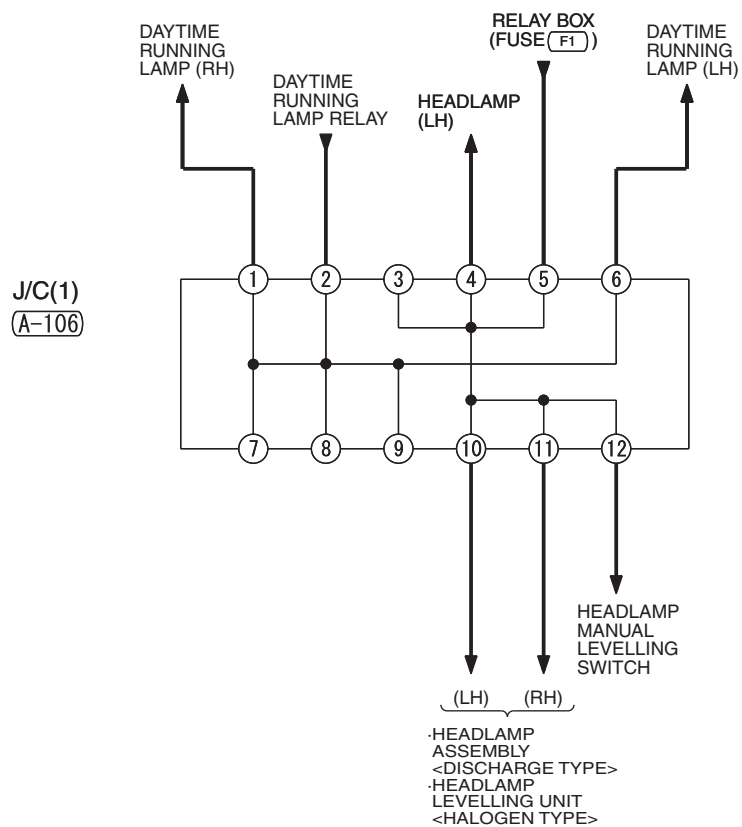 DAYTIME
RUNNING
LAMP (RH)
DAYTIME
RUNNING
LAMP RELAY
HEADLAMP
(LH)
RELAY BOX
(FUSE F1 )
DAYTIME
RUNNING
LAMP (LH)
J/C(1)
A-106
1 2 3 4 5 6
7 8 9 10 11 12
HEADLAMP
MANUAL
LEVELLING
SWITCH
(LH) (RH)
·HEADLAMP
ASSEMBLY
<DISCHARGE TYPE>
·HEADLAMP
LEVELLING UNIT
<HALOGEN TYPE>